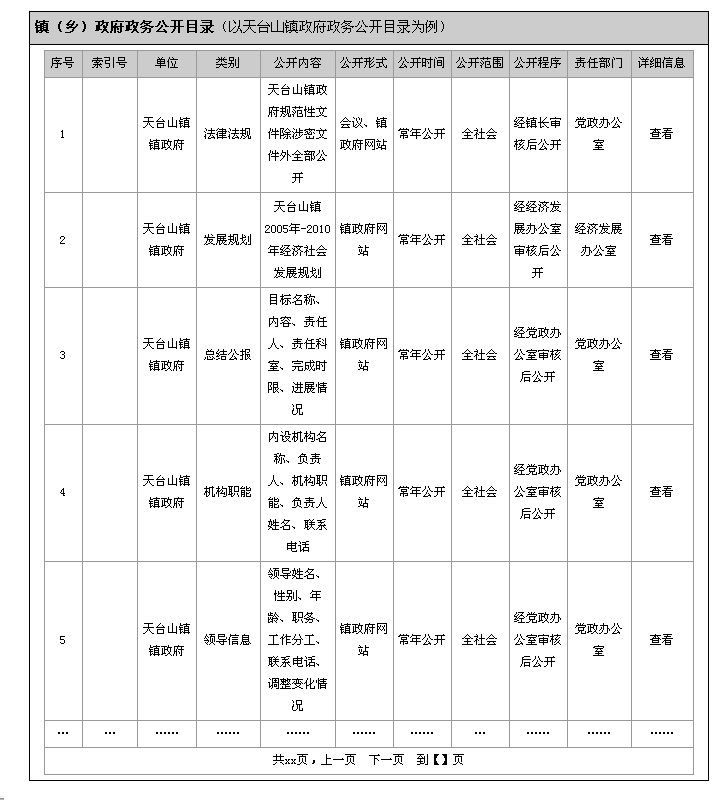 镇（乡）政府政务公开目录（以天台山镇政府政务公开目录为例）
序号 索引号 单位 类别 公开内容 公开形式 公开时间 公开范围 公开程序 责任部门 详细信息
1
天台山镇
镇政府
法律法规
天台山镇政
府规范性文
件除涉密文
件外全部公
开
会议、镇
政府网站
常年公开
全社会
经镇长审
核后公开
党政办公
室
查看
2
天台山镇
镇政府
发展规划
天台山镇
2005年-2010
年经济社会
发展规划
镇政府网
站
常年公开
全社会
经经济发
展办公室
审核后公
开
经济发展
办公室
查看
3
天台山镇
镇政府
总结公报
目标名称、
内容、责任
人、责任科
室、完成时
限、进展情
况
镇政府网
站
常年公开
全社会
经党政办
公室审核
后公开
党政办公
室
查看
4
天台山镇
镇政府
机构职能
内设机构名
称、负责
人、机构职
能、负责人
姓名、联系
电话
镇政府网
站
常年公开
全社会
经党政办
公室审核
后公开
党政办公
室
查看
5
天台山镇
镇政府
领导信息
领导姓名、
性别、年
龄、职务、
工作分工、
联系电话、
调整变化情
况
镇政府网
站
常年公开
全社会
经党政办
公室审核
后公开
党政办公
室
查看
… … …… …… …… …… …… … …… …… ……
共xx页，上一页 下一页 到【】页